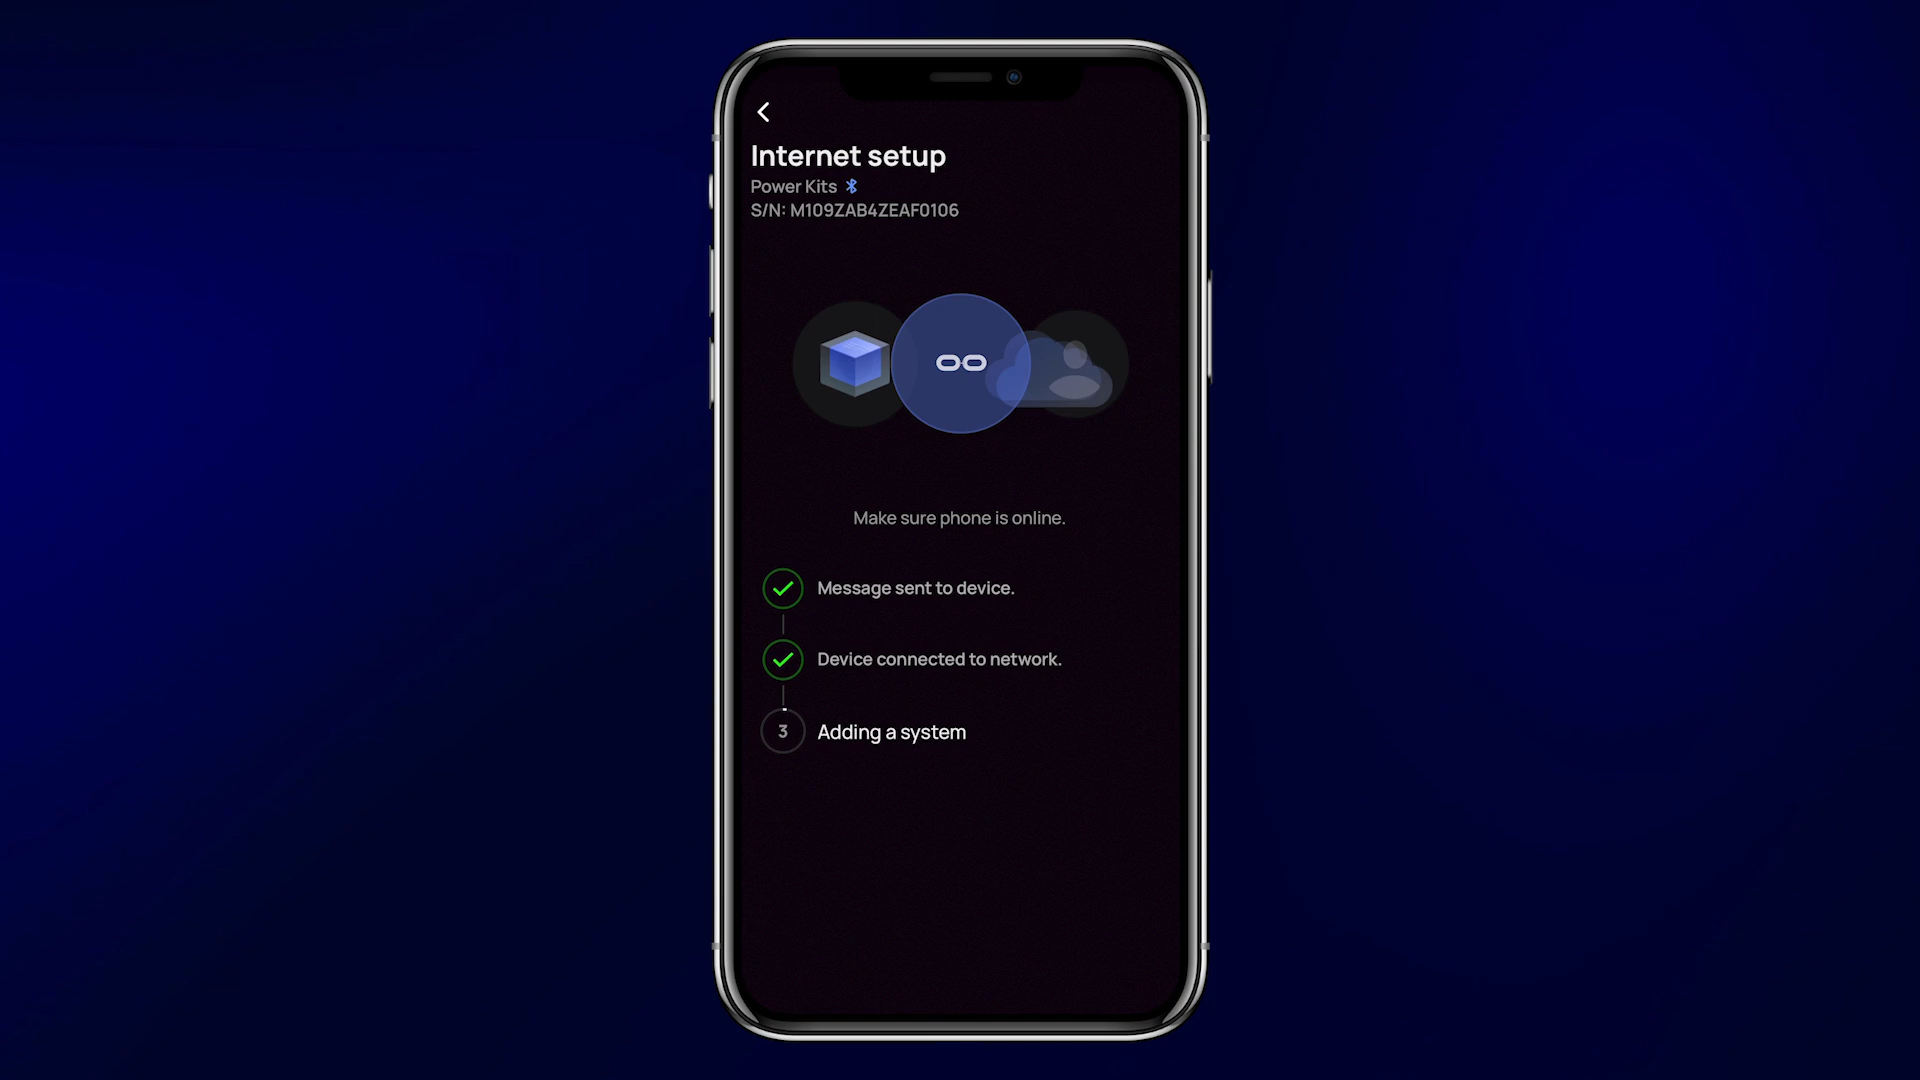 Internet setup
Power Kits
S/N: M109ZAB4ZEAF0106
Make sure phone is online.
Message sent to device.
Device connected to network.
3 Adding a system